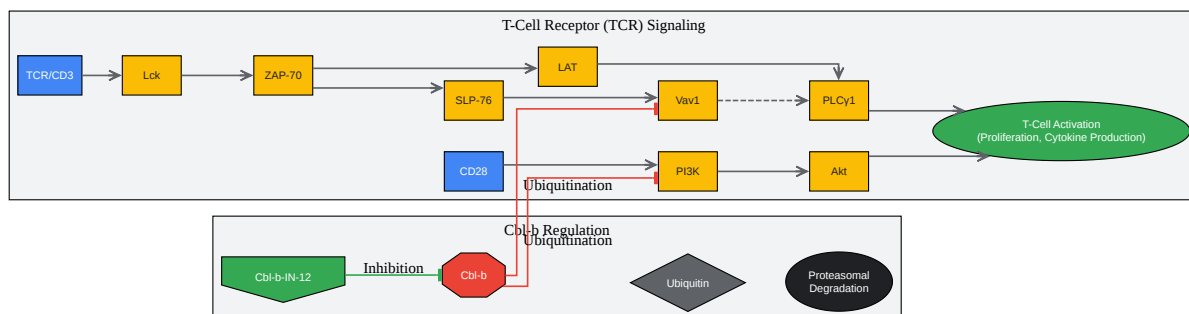 T-Cell Receptor (TCR) Signaling
TCR/CD3
Lck
ZAP-70
LAT
SLP-76
Vav1
PLCγ1
T-Cell Activation
(Proliferation, Cytokine Production)
CD28
PI3K
Akt
Ubiquitination
Cbl-b Regulation
Ubiquitination
Cbl-b-IN-12
Inhibition
Cbl-b
Ubiquitin
Proteasomal
Degradation